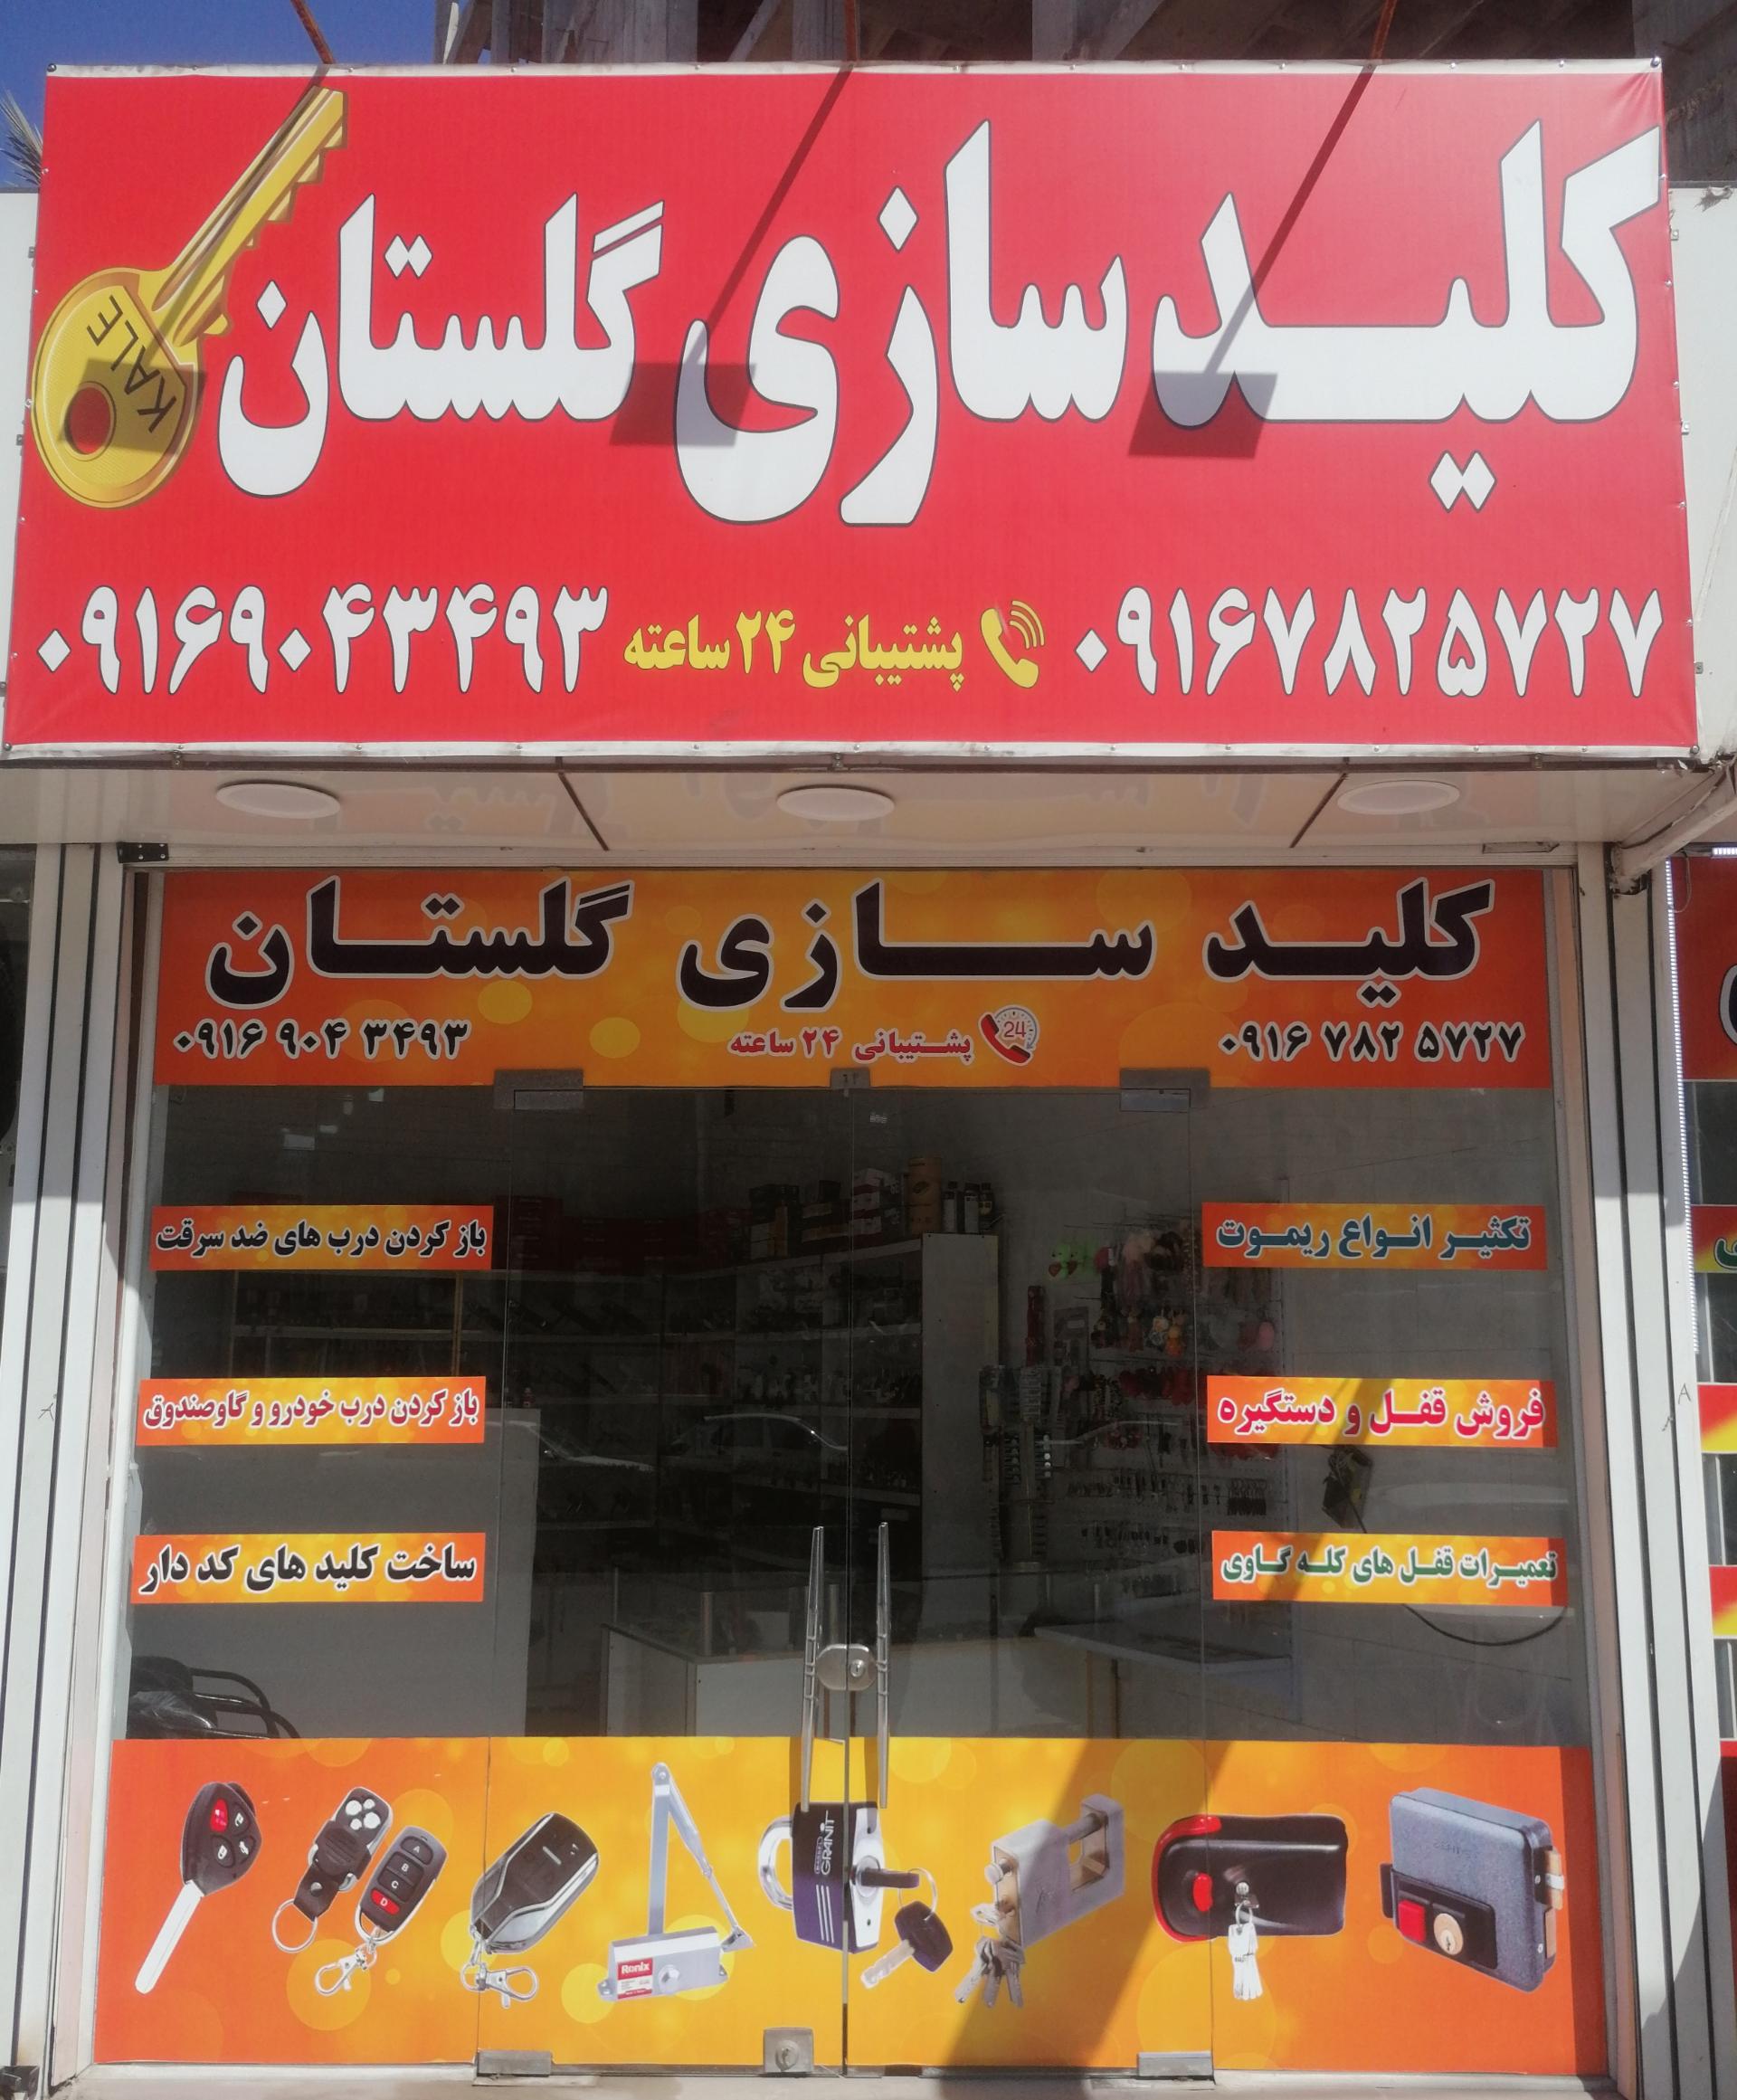 کلید سازی گلستان
KALE
۰۹۱۶۷۸۲۵۷۲۷
پشتیبانی ۲۴ ساعته
۰۹۱۶۹۰۴۳۴۹۳
کلید سازی گلستان
۰۹۱۶ ۷۸۲ ۵۷۲۷
24
پشتیبانی ۲۴ ساعته
۰۹۱۶ ۹۰۴ ۳۴۹۳
تکثیر انواع ریموت
باز کردن درب های ضد سرقت
فروش قفل و دستگیره
باز کردن درب خودرو و گاوصندوق
تعمیرات قفل های کله گاوی
ساخت کلید های کد دار
A
B
C
D
Ronix
GRANIT